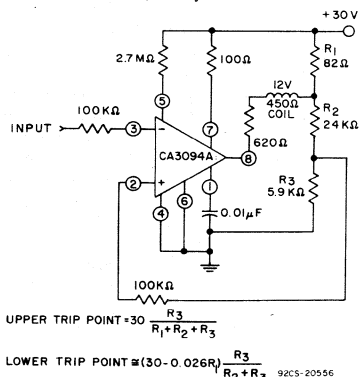 +30 V
R1
82Ω
2.7 MΩ
100Ω
12V
450Ω
COIL
R2
24 KΩ
100KΩ
5
7
INPUT
3
−
620Ω
CA3094A
8
2
+
1
R3
5.9 KΩ
6
4
0.01μF
100KΩ
UPPER TRIP POINT = 30 R3 / R1+R2+R3
LOWER TRIP POINT ≅ (30-0.026R1) R3 / R2+R3
92CS-20556